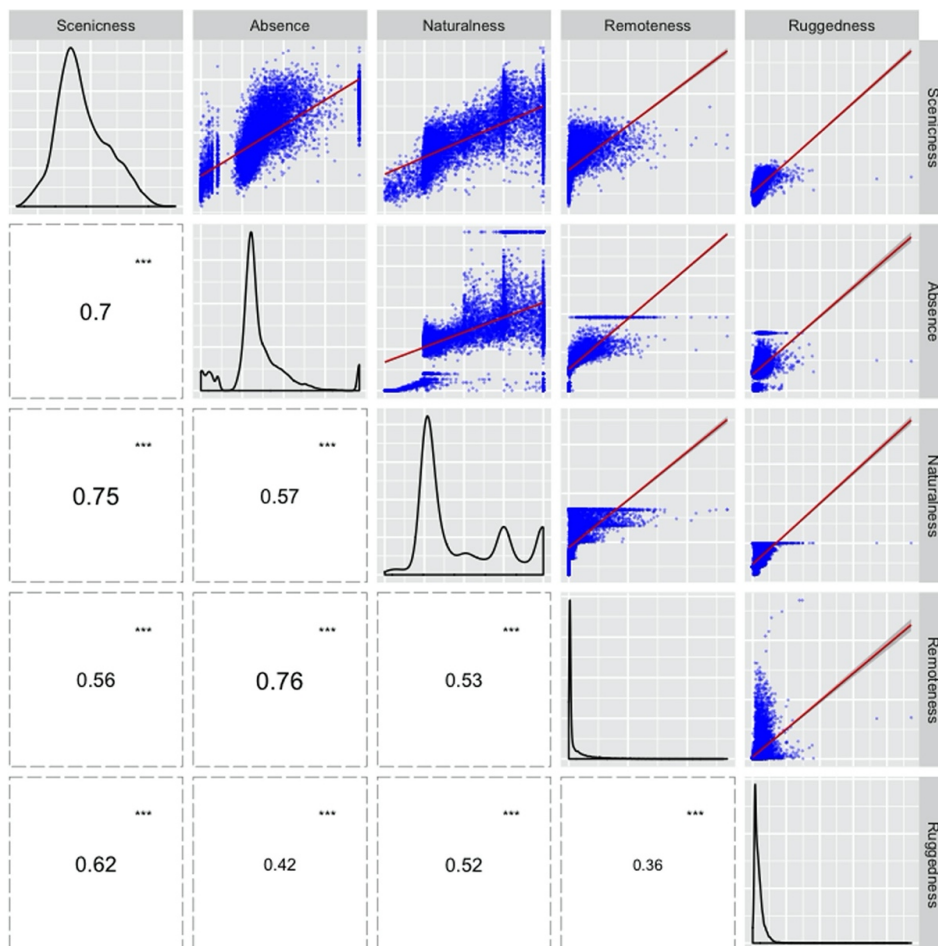 Scenicness Absence Naturalness Remoteness Ruggedness
Scenicness
***
0.7
Absence
*** ***
0.75 0.57
Naturalness
*** *** ***
0.56 0.76 0.53
Remoteness
*** *** *** ***
0.62 0.42 0.52 0.36
Ruggedness